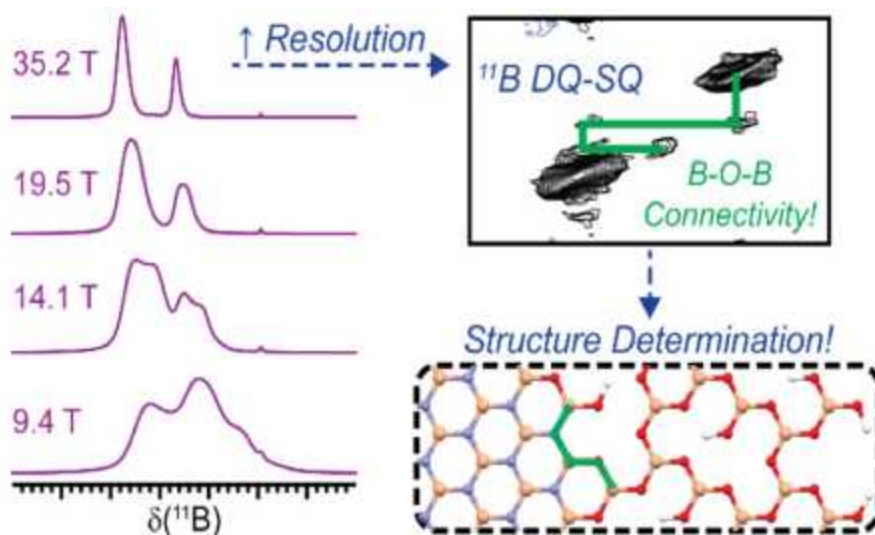 35.2 T
↑ Resolution
¹¹B DQ-SQ
19.5 T
B-O-B
Connectivity!
14.1 T
Structure Determination!
9.4 T
δ(¹¹B)